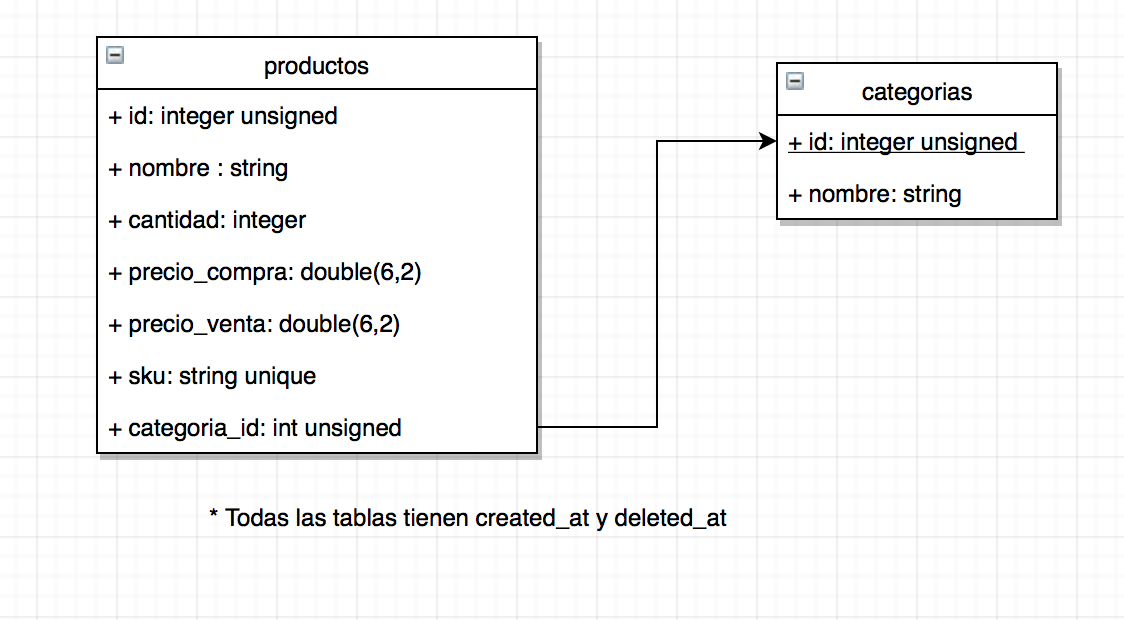 productos
+ id: integer unsigned
+ nombre : string
+ cantidad: integer
+ precio_compra: double(6,2)
+ precio_venta: double(6,2)
+ sku: string unique
+ categoria_id: int unsigned
categorias
+ id: integer unsigned
+ nombre: string
* Todas las tablas tienen created_at y deleted_at